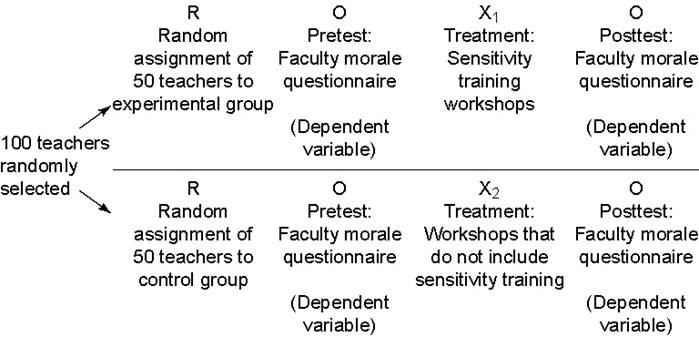 R O X₁ O
Random Pretest: Treatment: Posttest:
assignment of Faculty morale Sensitivity Faculty morale
50 teachers to questionnaire training questionnaire
experimental group workshops
(Dependent (Dependent
variable) variable)
100 teachers
randomly
selected
R O X₂ O
Random Pretest: Treatment: Posttest:
assignment of Faculty morale Workshops that Faculty morale
50 teachers to questionnaire do not include questionnaire
control group sensitivity training
(Dependent (Dependent
variable) variable)